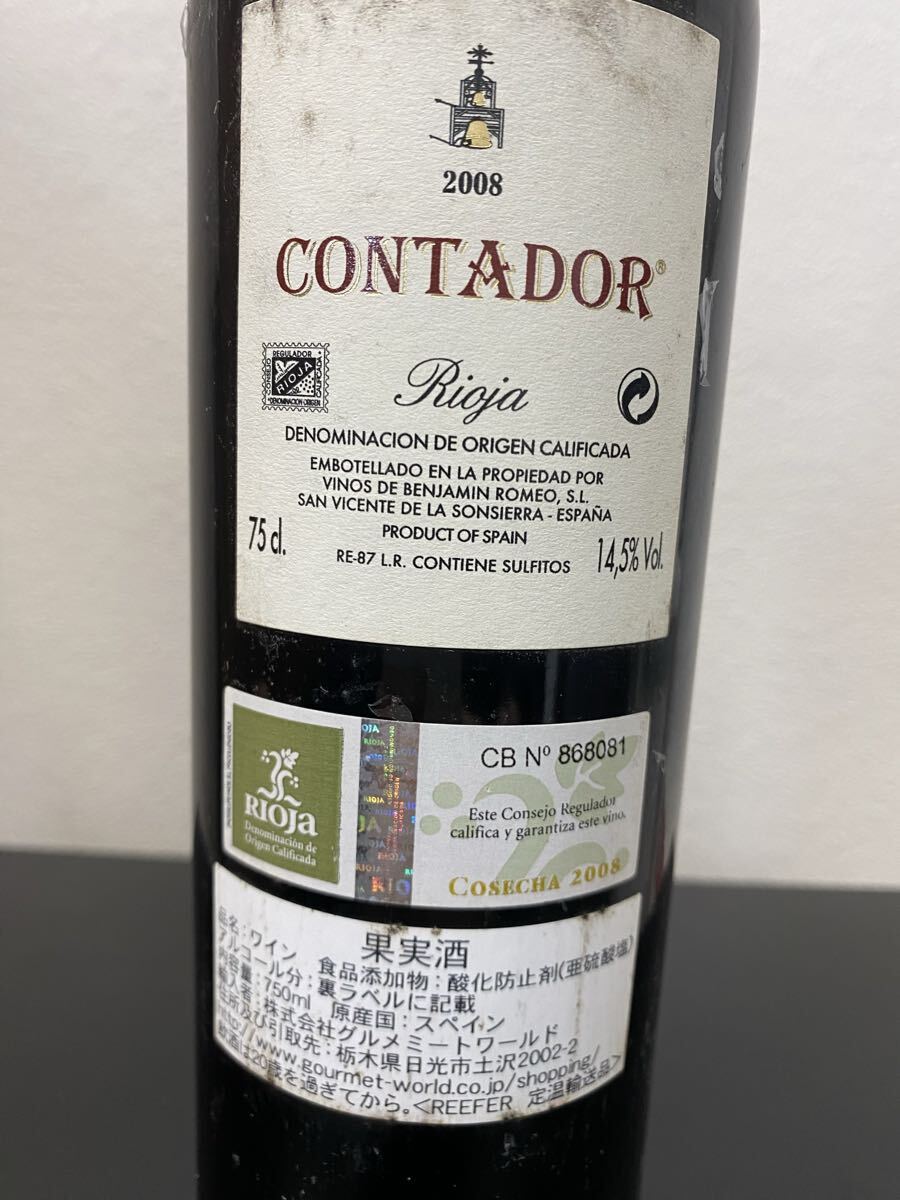 2008
CONTADOR®
REGULADOR
CONSEJO
RIOJA
CALIFICADA
DENOMINACION ORIGEN
Rioja
DENOMINACION DE ORIGEN CALIFICADA
EMBOTELLADO EN LA PROPIEDAD POR
VINOS DE BENJAMIN ROMEO, S.L.
SAN VICENTE DE LA SONSIERRA - ESPAÑA
PRODUCT OF SPAIN
75 cl.
RE-87 L.R. CONTIENE SULFITOS
14,5% Vol.
RIOJA
Denominación de
Origen Calificada
CB Nº 868081
Este Consejo Regulador
califica y garantiza este vino.
COSECHA 2008
果実酒
品名:ワイン 食品添加物:酸化防止剤(亜硫酸塩)
アルコール分:裏ラベルに記載
内容量:750ml 原産国:スペイン
輸入者:株式会社グルメミートワールド
住所及び引取先:栃木県日光市土沢2002-2
http://www.gourmet-world.co.jp/shopping/
飲酒は20歳を過ぎてから。<REEFER 定温輸送品>